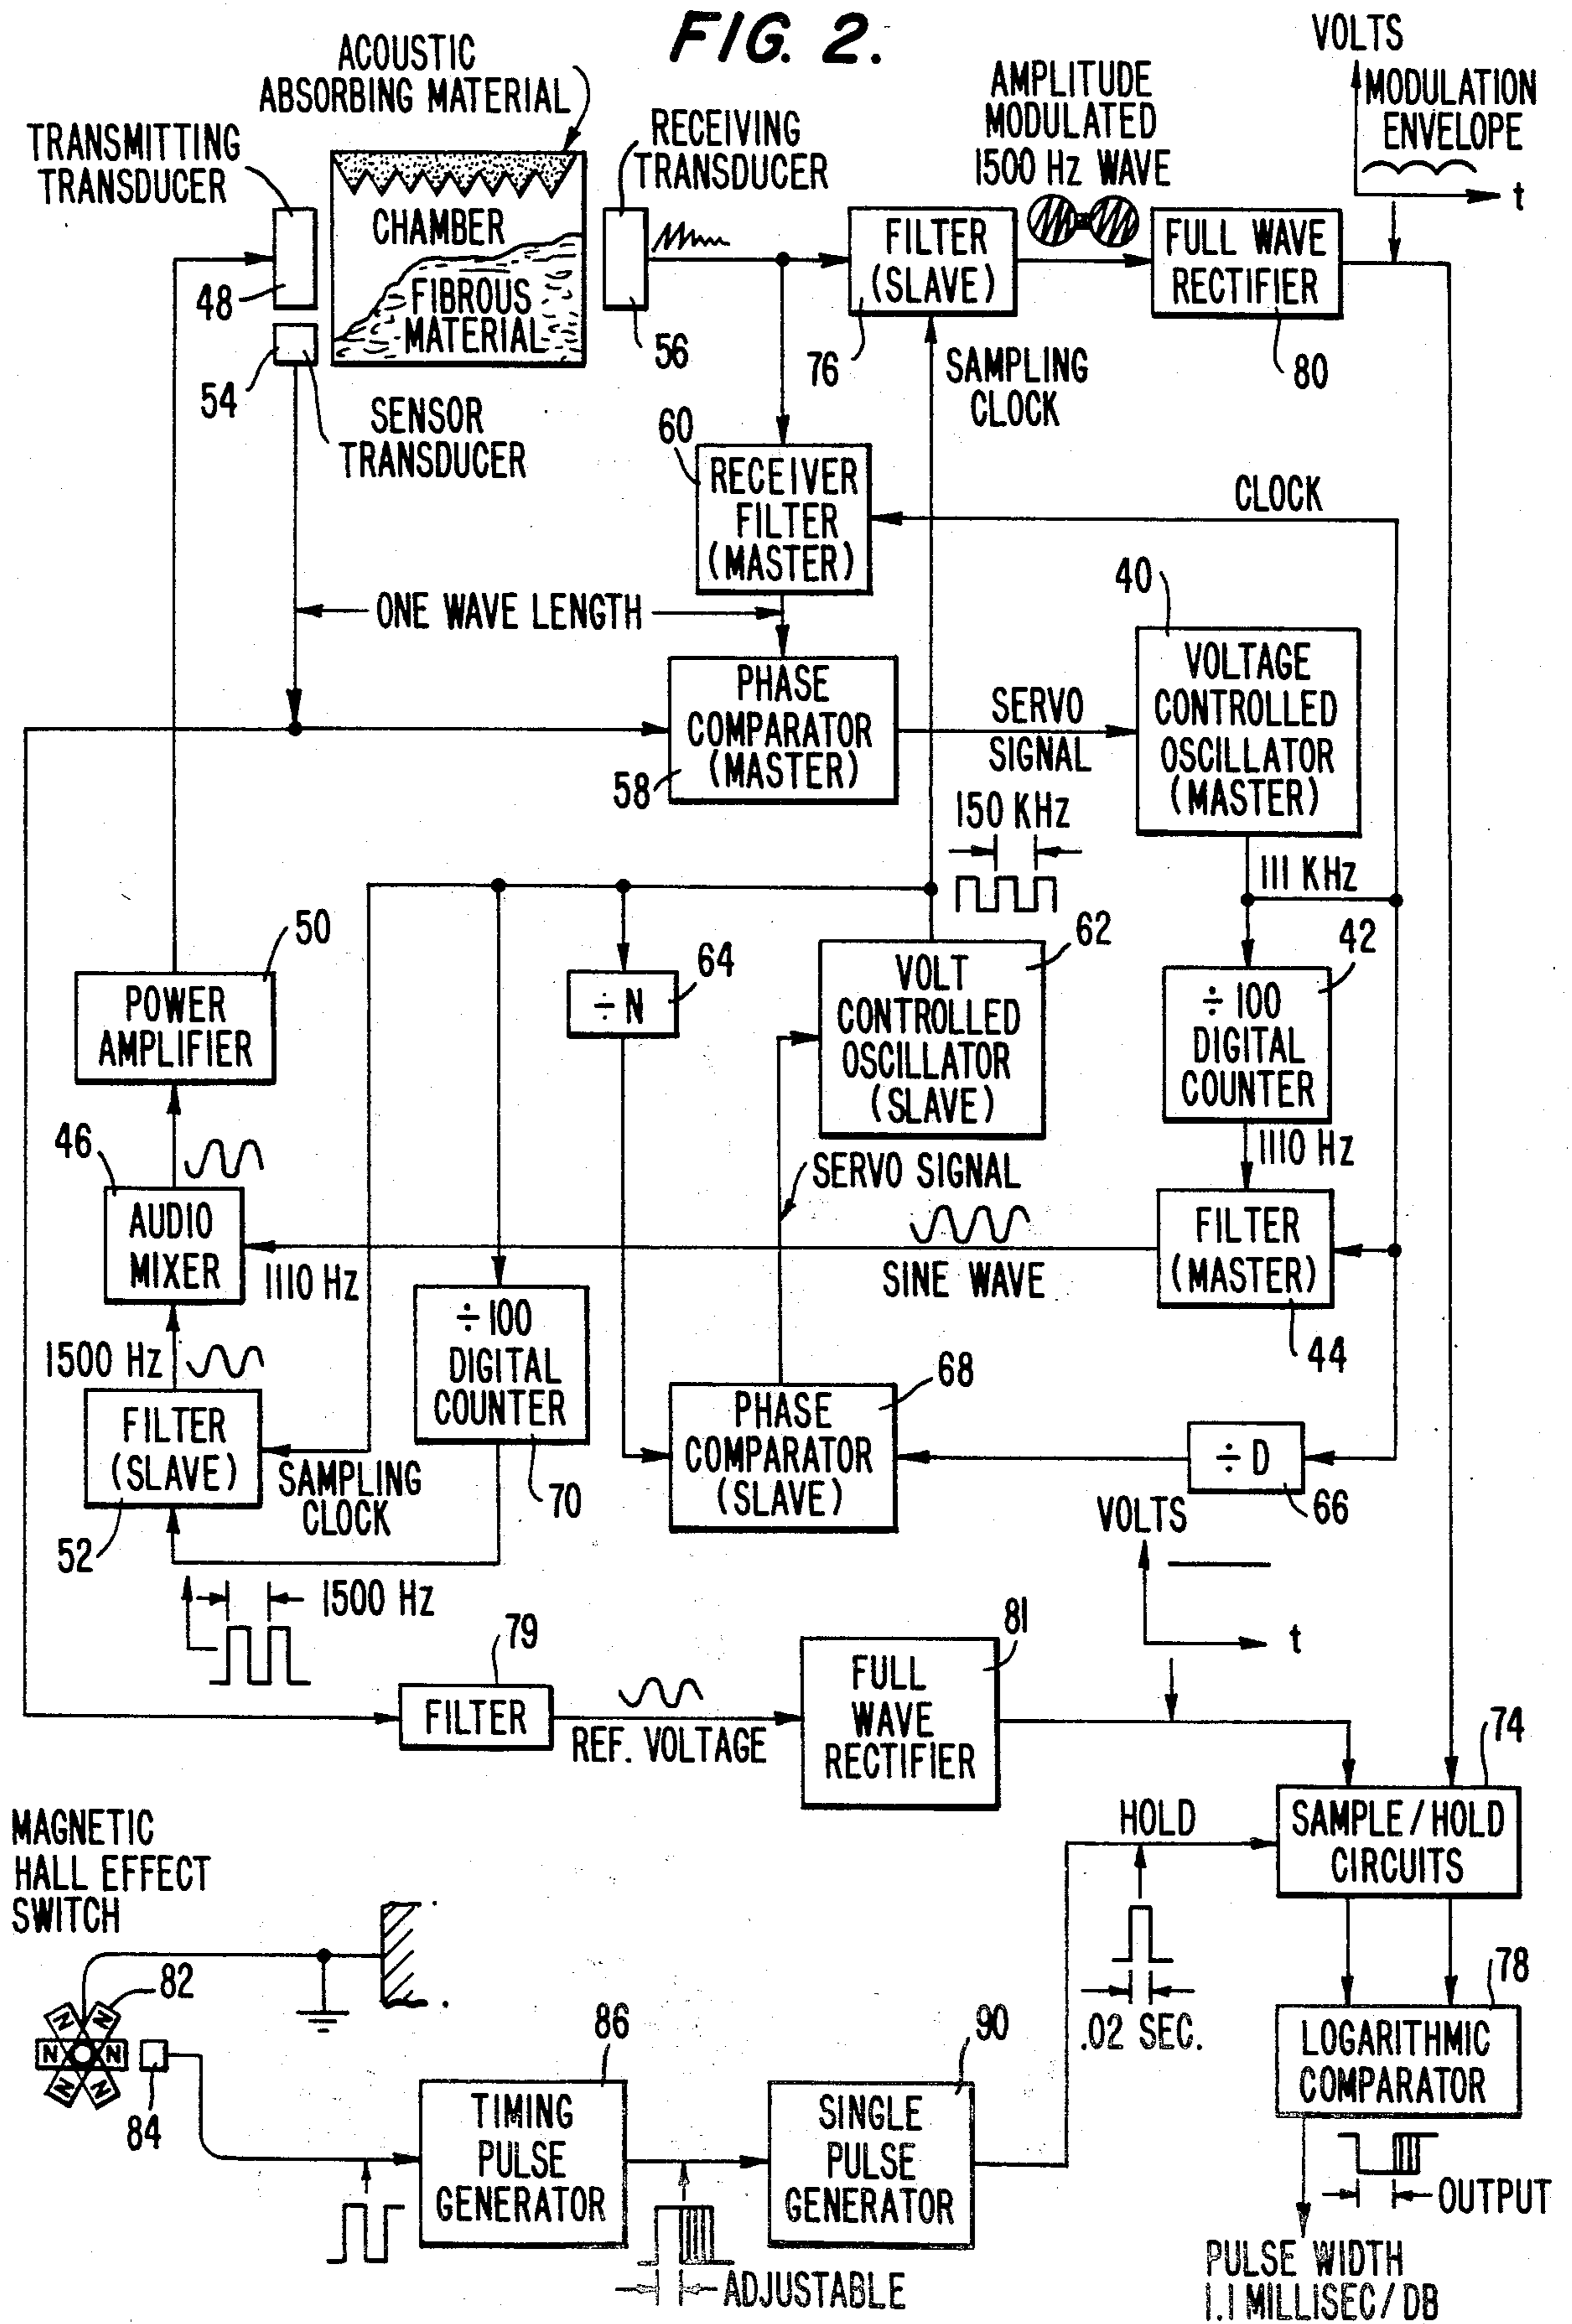 FIG. 2.
ACOUSTIC
ABSORBING MATERIAL
TRANSMITTING
TRANSDUCER
RECEIVING
TRANSDUCER
AMPLITUDE
MODULATED
1500 Hz WAVE
VOLTS
MODULATION
ENVELOPE
t
CHAMBER
FIBROUS
MATERIAL
48
54
56
SENSOR
TRANSDUCER
FILTER
(SLAVE)
76
FULL WAVE
RECTIFIER
80
SAMPLING
CLOCK
60
RECEIVER
FILTER
(MASTER)
CLOCK
ONE WAVE LENGTH
40
VOLTAGE
CONTROLLED
OSCILLATOR
(MASTER)
PHASE
COMPARATOR
(MASTER)
58
SERVO
SIGNAL
150 KHz
111 KHz
50
POWER
AMPLIFIER
64
÷ N
62
VOLT
CONTROLLED
OSCILLATOR
(SLAVE)
42
÷ 100
DIGITAL
COUNTER
1110 Hz
46
AUDIO
MIXER
1110 Hz
SERVO SIGNAL
SINE WAVE
FILTER
(MASTER)
44
1500 Hz
÷ 100
DIGITAL
COUNTER
70
FILTER
(SLAVE)
52
SAMPLING
CLOCK
68
PHASE
COMPARATOR
(SLAVE)
÷ D
66
1500 Hz
VOLTS
t
79
FILTER
REF. VOLTAGE
81
FULL
WAVE
RECTIFIER
74
SAMPLE/HOLD
CIRCUITS
HOLD
.02 SEC.
MAGNETIC
HALL EFFECT
SWITCH
82
N N
N N
N N
84
86
TIMING
PULSE
GENERATOR
90
SINGLE
PULSE
GENERATOR
78
LOGARITHMIC
COMPARATOR
ADJUSTABLE
OUTPUT
PULSE WIDTH
1.1 MILLISEC/DB